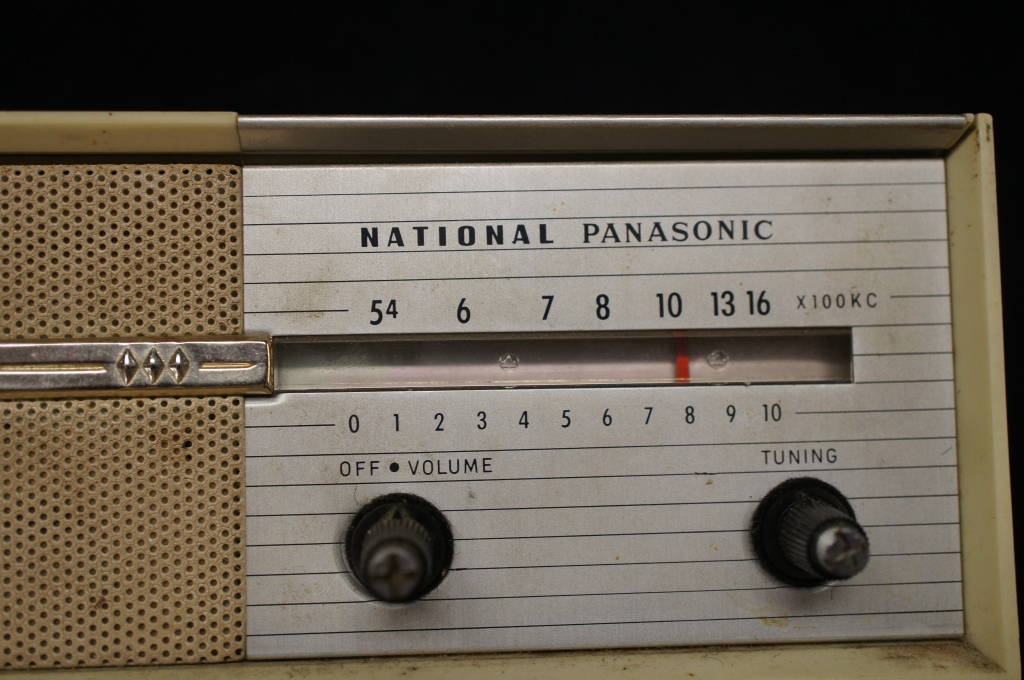 NATIONAL PANASONIC
54 6 7 8 10 13 16 X100KC
0 1 2 3 4 5 6 7 8 9 10
OFF • VOLUME TUNING